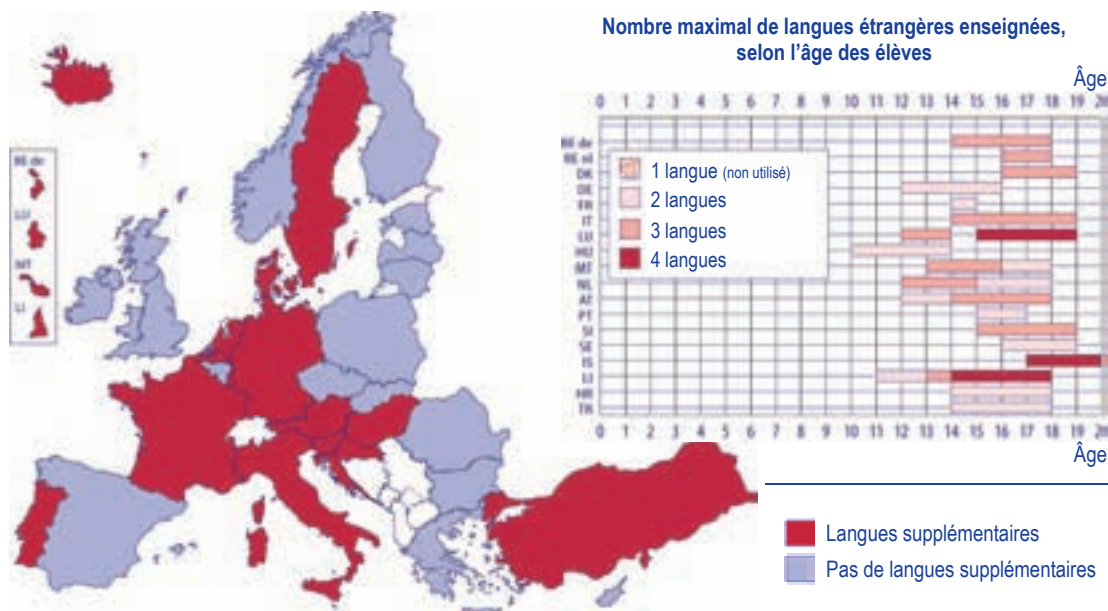 Nombre maximal de langues étrangères enseignées,
selon l’âge des élèves
Âge
0 1 2 3 4 5 6 7 8 9 10 11 12 13 14 15 16 17 18 19 20
BE de
BE nl
DK
DE
FR
IT
LU
HU
MT
NL
AT
PT
SI
SE
IS
LI
HR
TR
1 langue (non utilisé)
2 langues
3 langues
4 langues
0 1 2 3 4 5 6 7 8 9 10 11 12 13 14 15 16 17 18 19 20
Âge
BE de
LU
MT
LI
Langues supplémentaires
Pas de langues supplémentaires